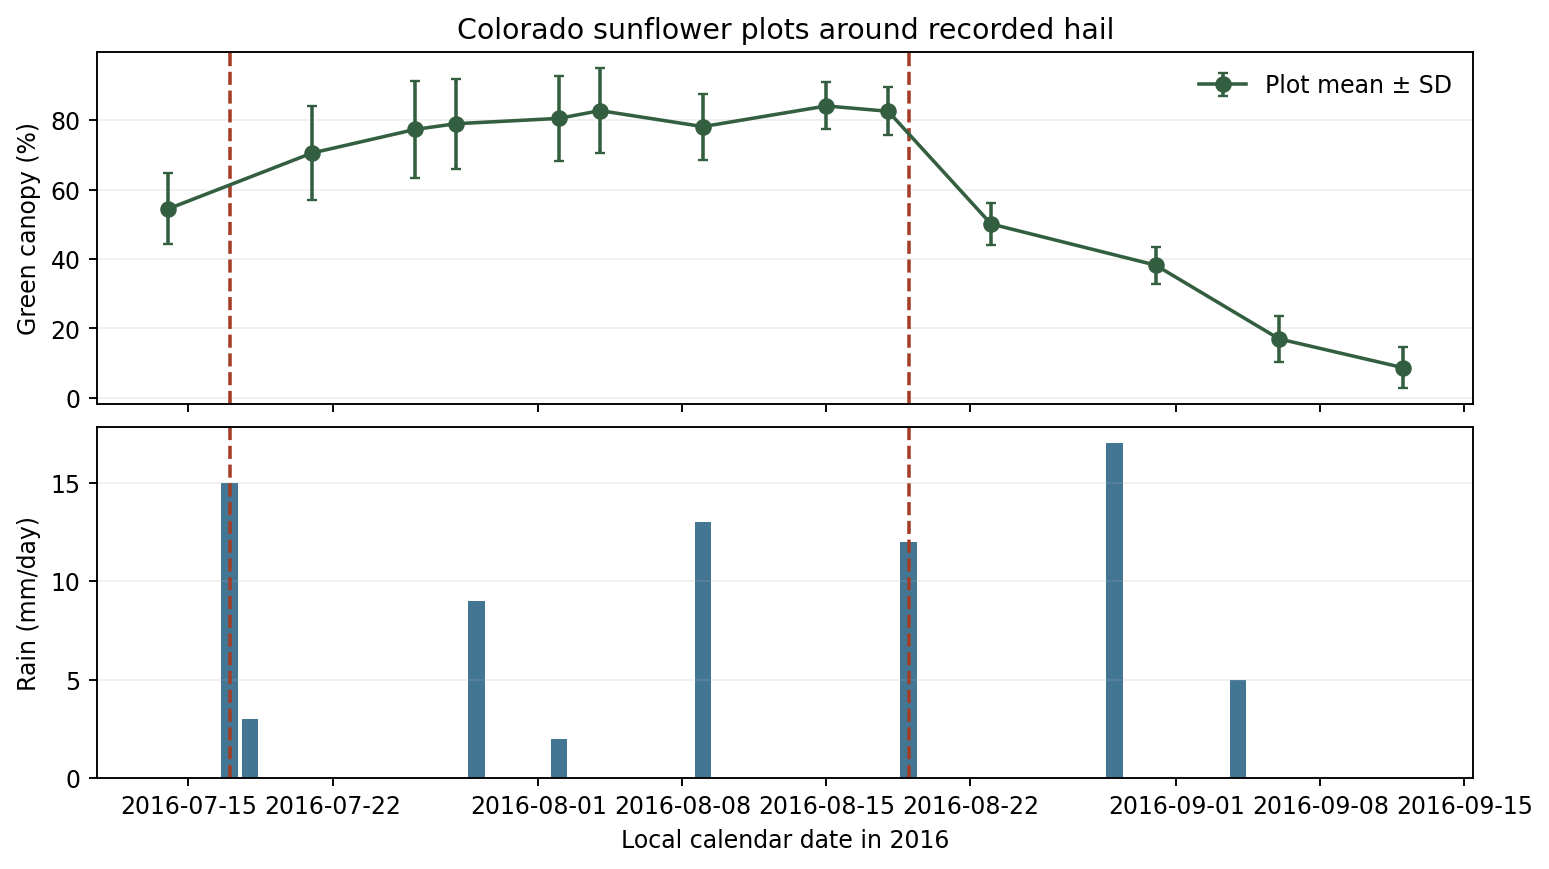 Colorado sunflower plots around recorded hail
Plot mean ± SD
Green canopy (%)
80
60
40
20
0
Rain (mm/day)
15
10
5
0
2016-07-15 2016-07-22 2016-08-01 2016-08-08 2016-08-15 2016-08-22 2016-09-01 2016-09-08 2016-09-15
Local calendar date in 2016